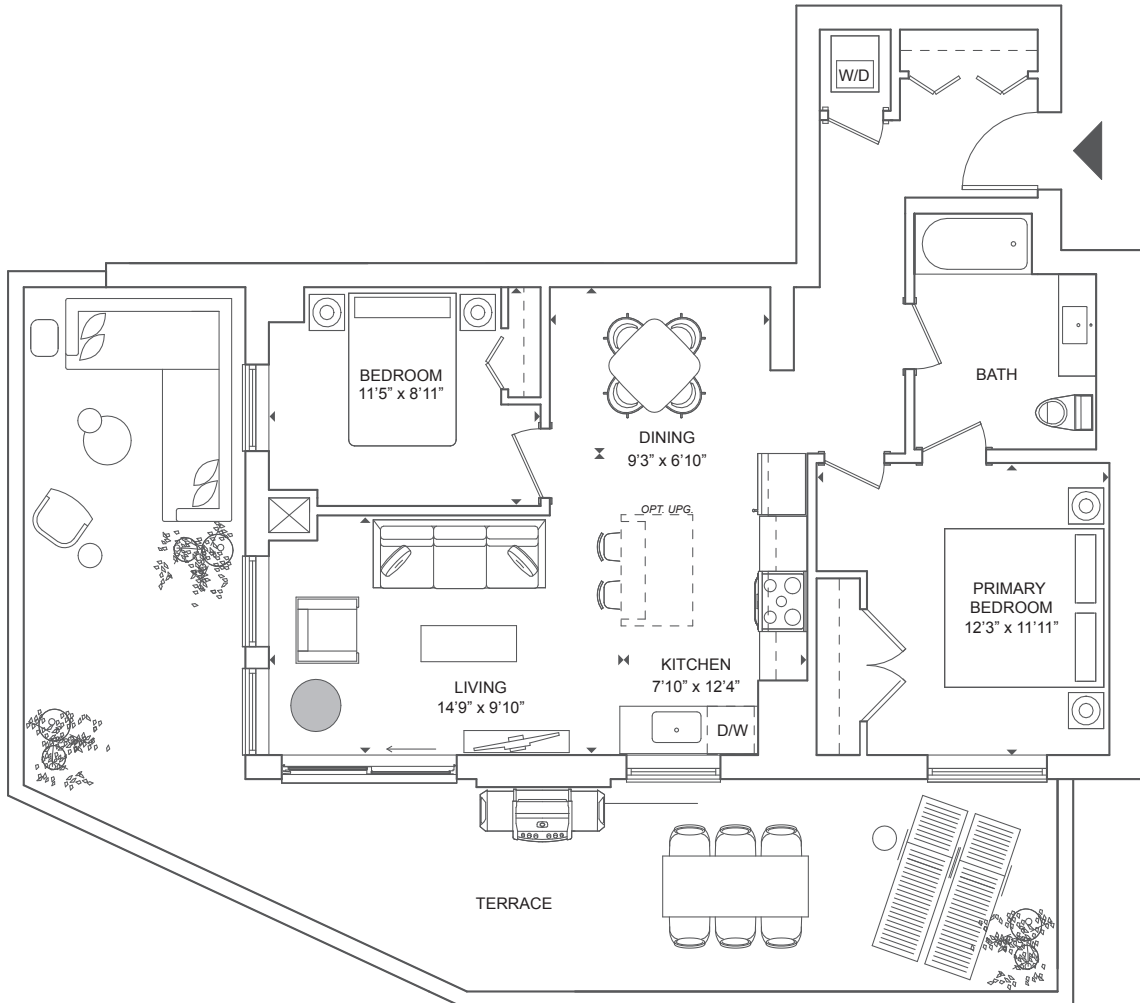 W/D
BEDROOM
11’5” x 8’11”
BATH
DINING
9’3” x 6’10”
OPT. UPG.
PRIMARY
BEDROOM
12’3” x 11’11”
KITCHEN
7’10” x 12’4”
LIVING
14’9” x 9’10”
D/W
TERRACE